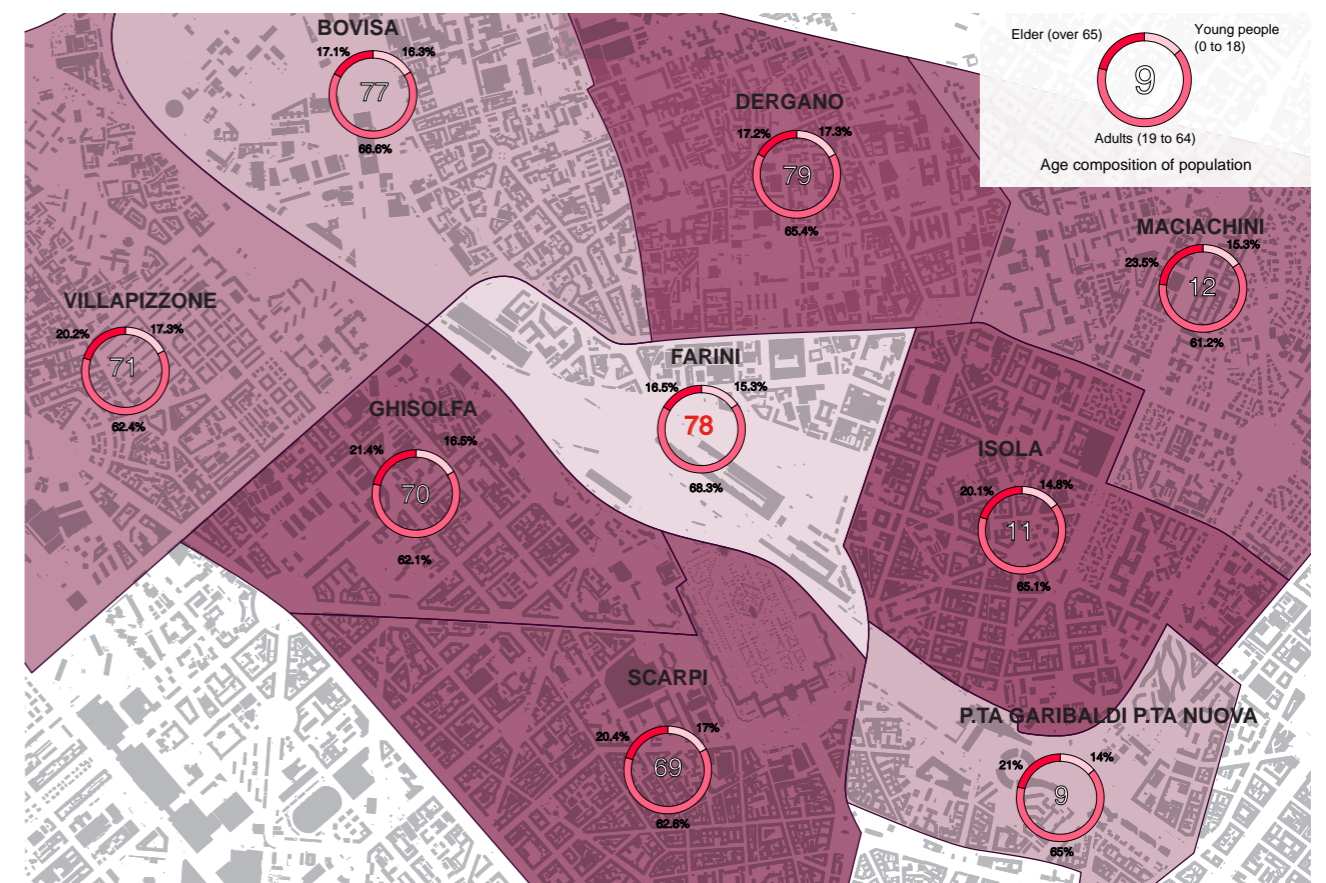 BOVISA
17.1%
16.3%
77
66.6%
Elder (over 65)
Young people
(0 to 18)
9
Adults (19 to 64)
Age composition of population
DERGANO
17.2%
17.3%
79
65.4%
MACIACHINI
15.3%
23.5%
12
61.2%
VILLAPIZZONE
20.2%
17.3%
71
62.4%
FARINI
16.5%
15.3%
78
68.3%
GHISOLFA
21.4%
16.5%
70
62.1%
ISOLA
20.1%
14.8%
11
65.1%
SCARPI
20.4%
17%
69
62.6%
P.TA GARIBALDI P.TA NUOVA
21%
14%
9
65%